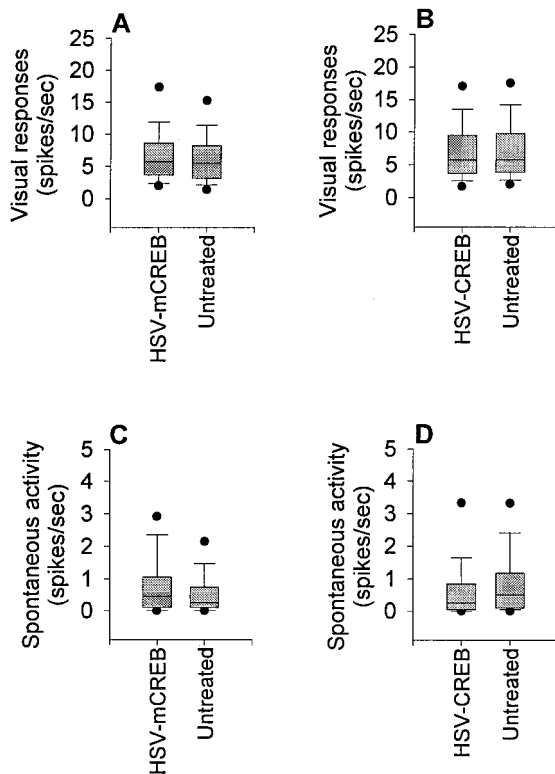 A
Visual responses
(spikes/sec)
25
20
15
10
5
0
HSV-mCREB
Untreated
B
Visual responses
(spikes/sec)
25
20
15
10
5
0
HSV-CREB
Untreated
C
Spontaneous activity
(spikes/sec)
5
4
3
2
1
0
HSV-mCREB
Untreated
D
Spontaneous activity
(spikes/sec)
5
4
3
2
1
0
HSV-CREB
Untreated